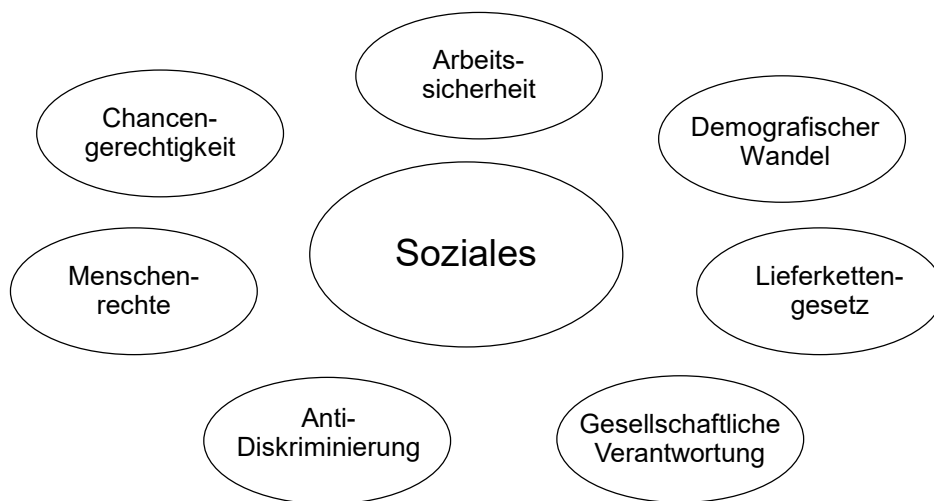 Arbeits-
sicherheit
Chancen-
gerechtigkeit
Demografischer
Wandel
Soziales
Menschen-
rechte
Lieferketten-
gesetz
Anti-
Diskriminierung
Gesellschaftliche
Verantwortung